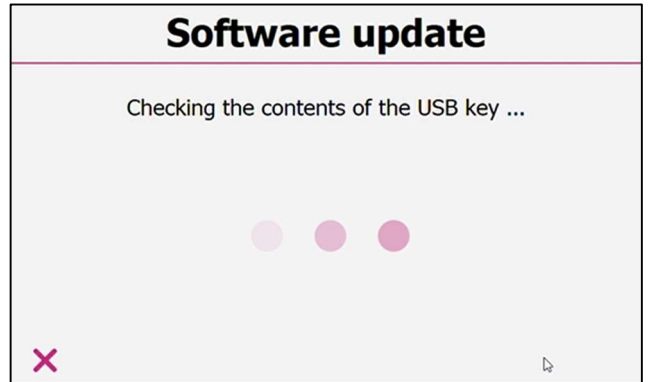 Software update
Checking the contents of the USB key ...